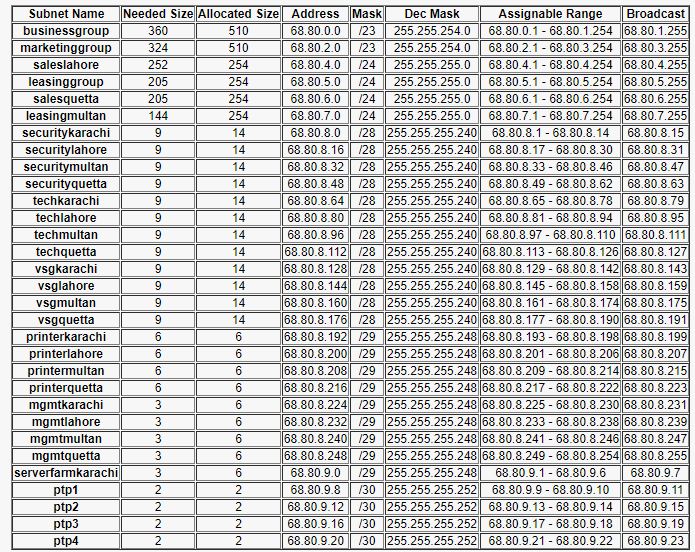 Subnet Name Needed Size Allocated Size Address Mask Dec Mask Assignable Range Broadcast
businessgroup 360 510 68.80.0.0 /23 255.255.254.0 68.80.0.1 - 68.80.1.254 68.80.1.255
marketinggroup 324 510 68.80.2.0 /23 255.255.254.0 68.80.2.1 - 68.80.3.254 68.80.3.255
saleslahore 252 254 68.80.4.0 /24 255.255.255.0 68.80.4.1 - 68.80.4.254 68.80.4.255
leasinggroup 205 254 68.80.5.0 /24 255.255.255.0 68.80.5.1 - 68.80.5.254 68.80.5.255
salesquetta 205 254 68.80.6.0 /24 255.255.255.0 68.80.6.1 - 68.80.6.254 68.80.6.255
leasingmultan 144 254 68.80.7.0 /24 255.255.255.0 68.80.7.1 - 68.80.7.254 68.80.7.255
securitykarachi 9 14 68.80.8.0 /28 255.255.255.240 68.80.8.1 - 68.80.8.14 68.80.8.15
securitylahore 9 14 68.80.8.16 /28 255.255.255.240 68.80.8.17 - 68.80.8.30 68.80.8.31
securitymultan 9 14 68.80.8.32 /28 255.255.255.240 68.80.8.33 - 68.80.8.46 68.80.8.47
securityquetta 9 14 68.80.8.48 /28 255.255.255.240 68.80.8.49 - 68.80.8.62 68.80.8.63
techkarachi 9 14 68.80.8.64 /28 255.255.255.240 68.80.8.65 - 68.80.8.78 68.80.8.79
techlahore 9 14 68.80.8.80 /28 255.255.255.240 68.80.8.81 - 68.80.8.94 68.80.8.95
techmultan 9 14 68.80.8.96 /28 255.255.255.240 68.80.8.97 - 68.80.8.110 68.80.8.111
techquetta 9 14 68.80.8.112 /28 255.255.255.240 68.80.8.113 - 68.80.8.126 68.80.8.127
vsgkarachi 9 14 68.80.8.128 /28 255.255.255.240 68.80.8.129 - 68.80.8.142 68.80.8.143
vsglahore 9 14 68.80.8.144 /28 255.255.255.240 68.80.8.145 - 68.80.8.158 68.80.8.159
vsgmultan 9 14 68.80.8.160 /28 255.255.255.240 68.80.8.161 - 68.80.8.174 68.80.8.175
vsgquetta 9 14 68.80.8.176 /28 255.255.255.240 68.80.8.177 - 68.80.8.190 68.80.8.191
printerkarachi 6 6 68.80.8.192 /29 255.255.255.248 68.80.8.193 - 68.80.8.198 68.80.8.199
printerlahore 6 6 68.80.8.200 /29 255.255.255.248 68.80.8.201 - 68.80.8.206 68.80.8.207
printermultan 6 6 68.80.8.208 /29 255.255.255.248 68.80.8.209 - 68.80.8.214 68.80.8.215
printerquetta 6 6 68.80.8.216 /29 255.255.255.248 68.80.8.217 - 68.80.8.222 68.80.8.223
mgmtkarachi 3 6 68.80.8.224 /29 255.255.255.248 68.80.8.225 - 68.80.8.230 68.80.8.231
mgmtlahore 3 6 68.80.8.232 /29 255.255.255.248 68.80.8.233 - 68.80.8.238 68.80.8.239
mgmtmultan 3 6 68.80.8.240 /29 255.255.255.248 68.80.8.241 - 68.80.8.246 68.80.8.247
mgmtquetta 3 6 68.80.8.248 /29 255.255.255.248 68.80.8.249 - 68.80.8.254 68.80.8.255
serverfarmkarachi 3 6 68.80.9.0 /29 255.255.255.248 68.80.9.1 - 68.80.9.6 68.80.9.7
ptp1 2 2 68.80.9.8 /30 255.255.255.252 68.80.9.9 - 68.80.9.10 68.80.9.11
ptp2 2 2 68.80.9.12 /30 255.255.255.252 68.80.9.13 - 68.80.9.14 68.80.9.15
ptp3 2 2 68.80.9.16 /30 255.255.255.252 68.80.9.17 - 68.80.9.18 68.80.9.19
ptp4 2 2 68.80.9.20 /30 255.255.255.252 68.80.9.21 - 68.80.9.22 68.80.9.23